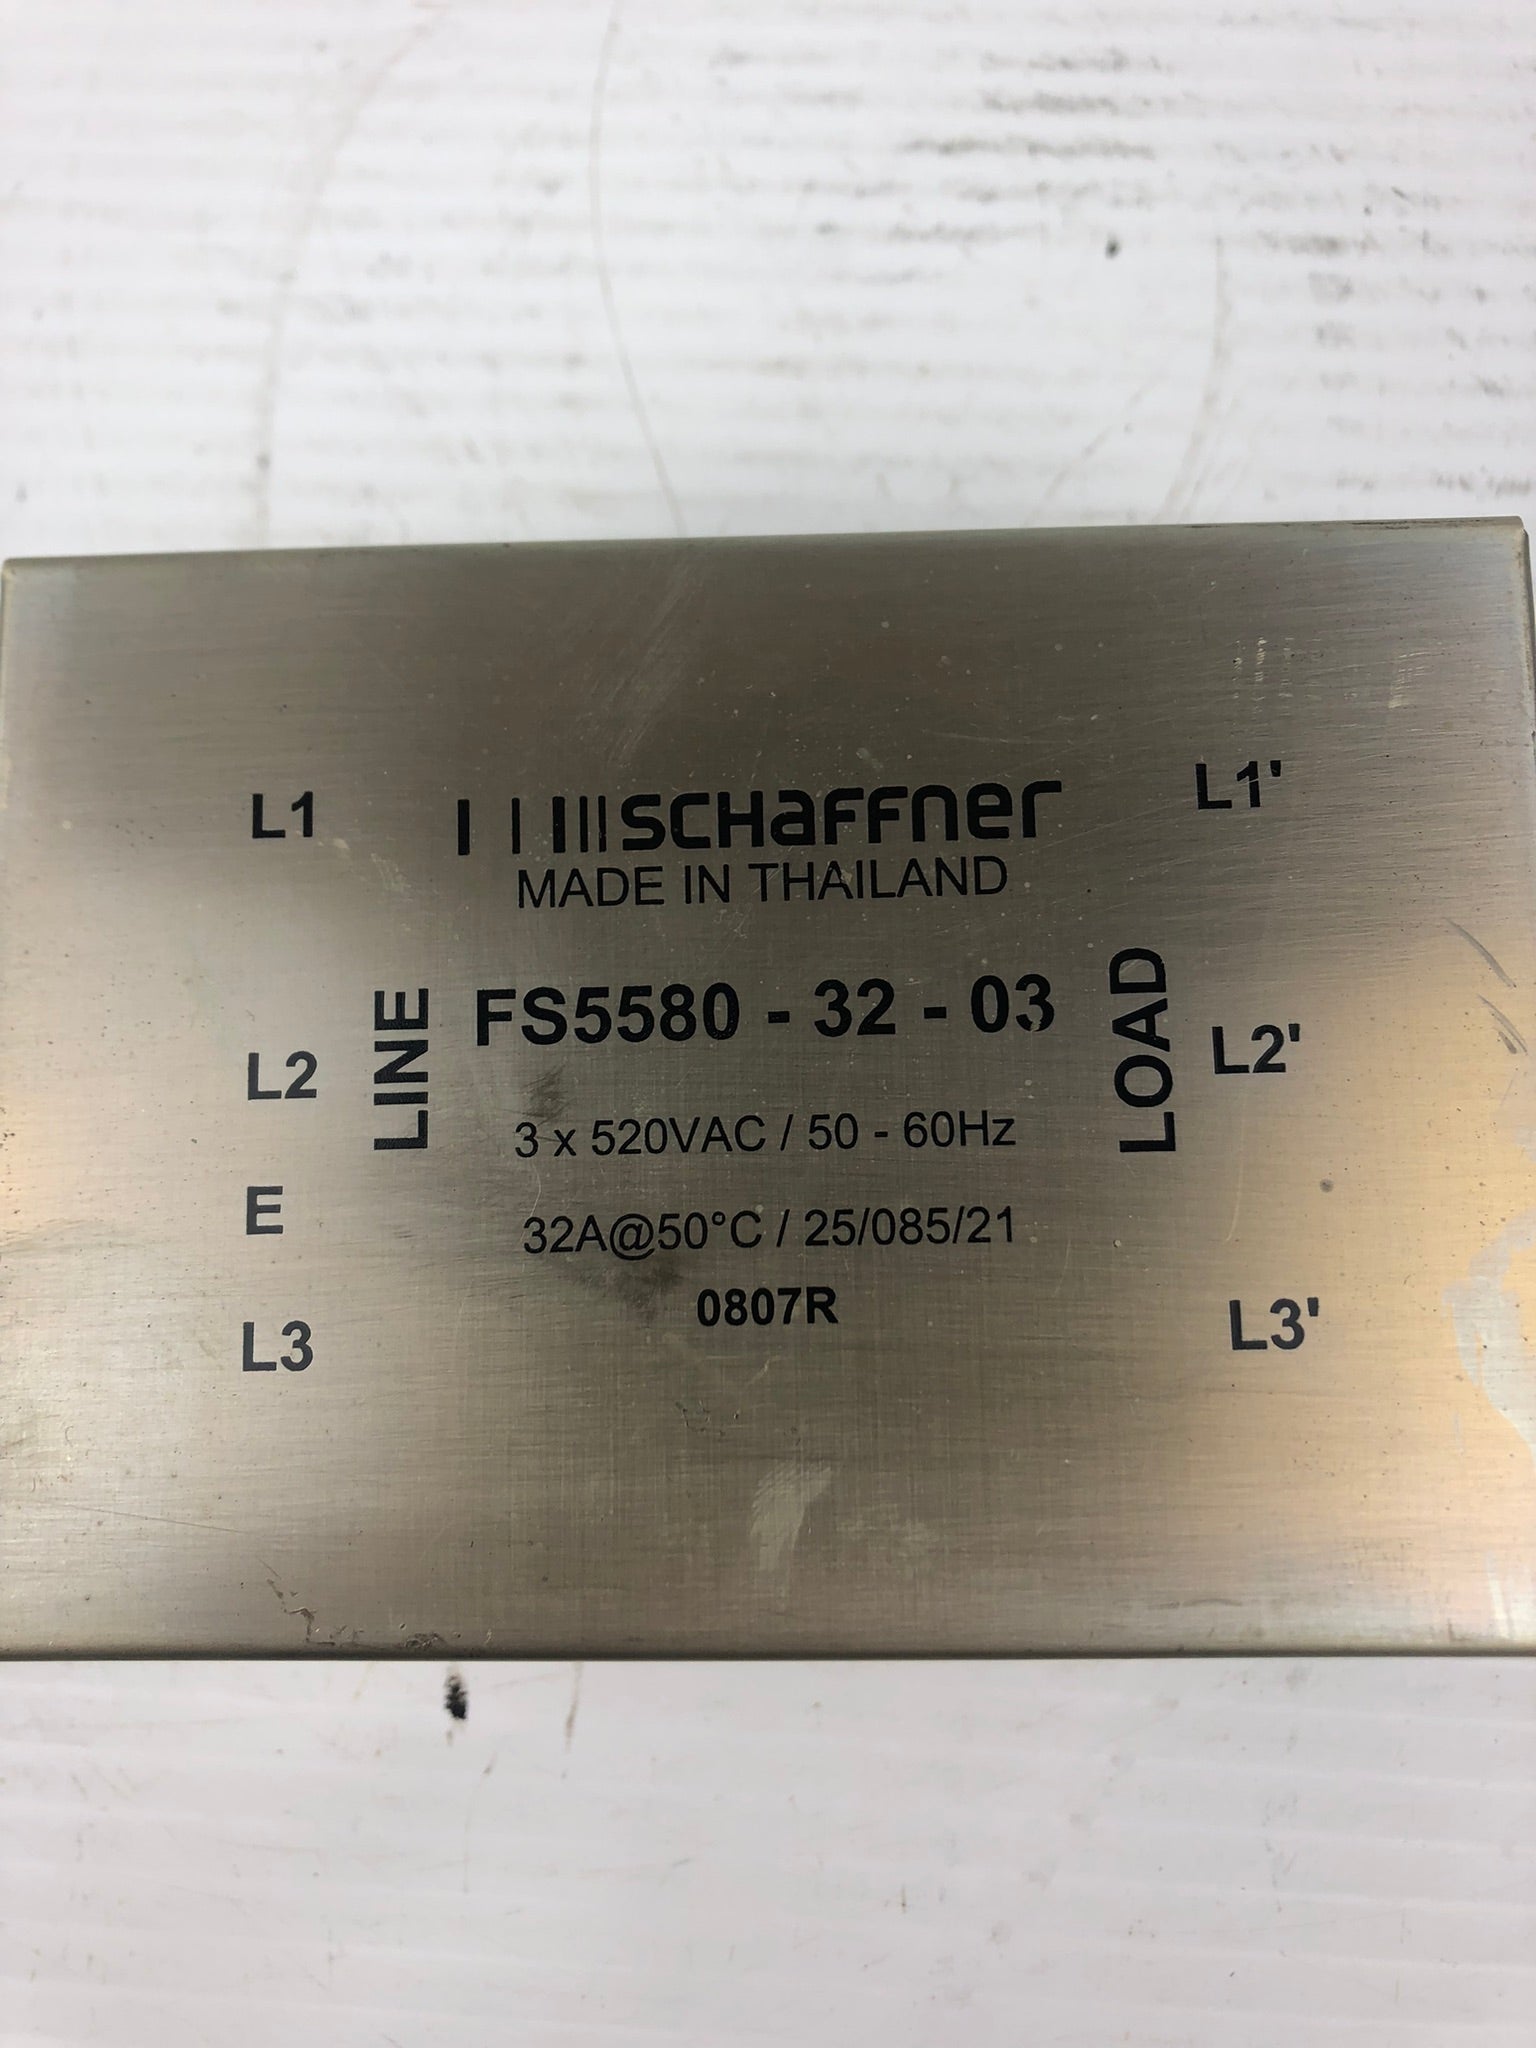 L1
SCHaFFner
L1'
MADE IN THAILAND
LINE
FS5580 - 32 - 03
LOAD
L2
L2'
3 x 520VAC / 50 - 60Hz
E
32A@50°C / 25/085/21
0807R
L3
L3'